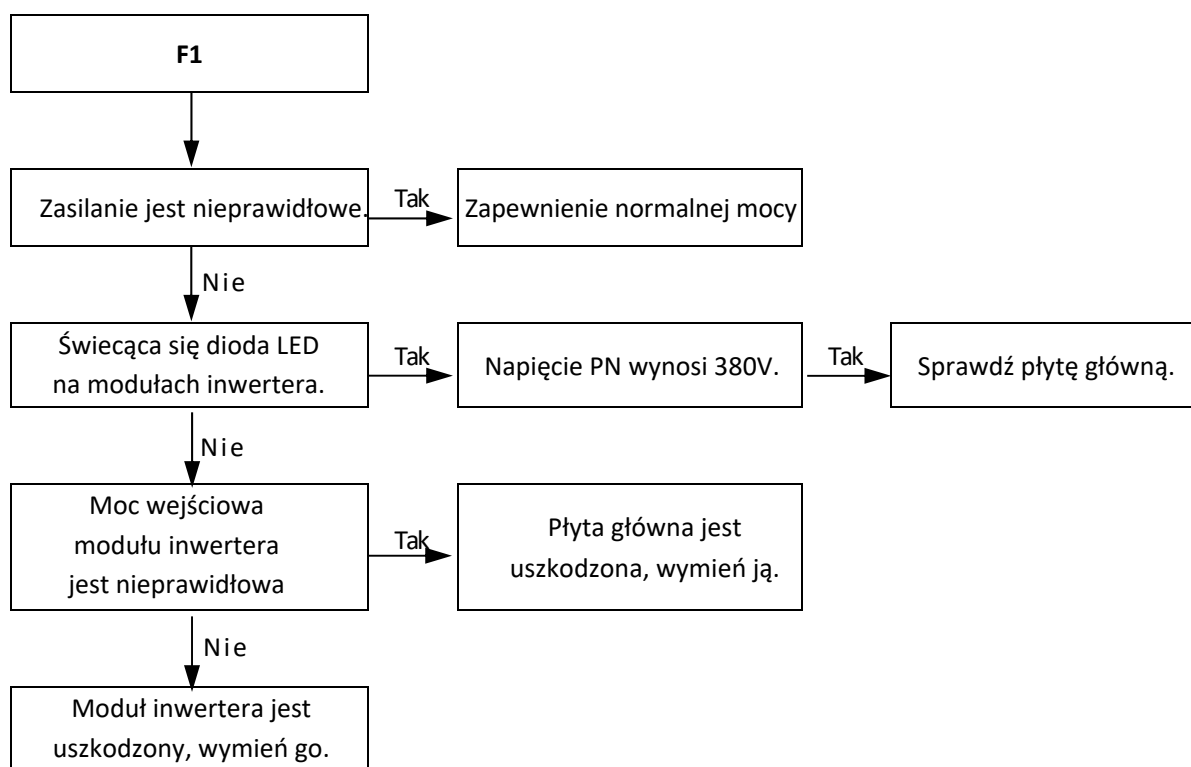 F1
Zasilanie jest nieprawidłowe.
Tak
Zapewnienie normalnej mocy
Nie
Świecąca się dioda LED
na modułach inwertera.
Tak
Napięcie PN wynosi 380V.
Tak
Sprawdź płytę główną.
Nie
Moc wejściowa
modułu inwertera
jest nieprawidłowa
Tak
Płyta główna jest
uszkodzona, wymień ją.
Nie
Moduł inwertera jest
uszkodzony, wymień go.